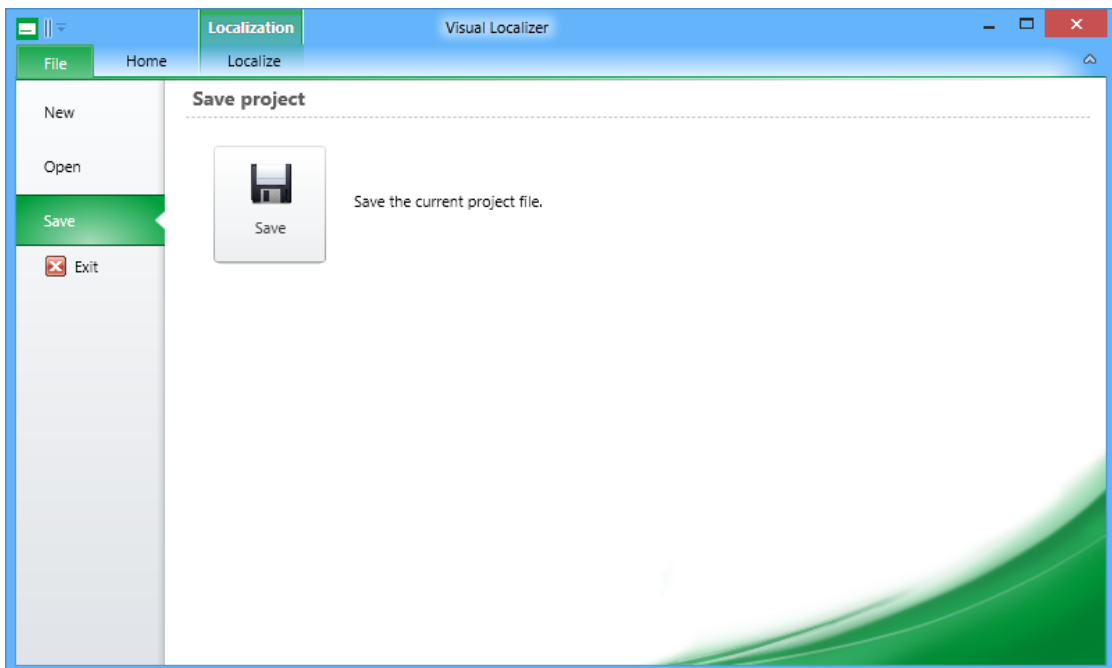 Localization
Visual Localizer
File
Home
Localize
New
Open
Save
Exit
Save project
Save
Save the current project file.